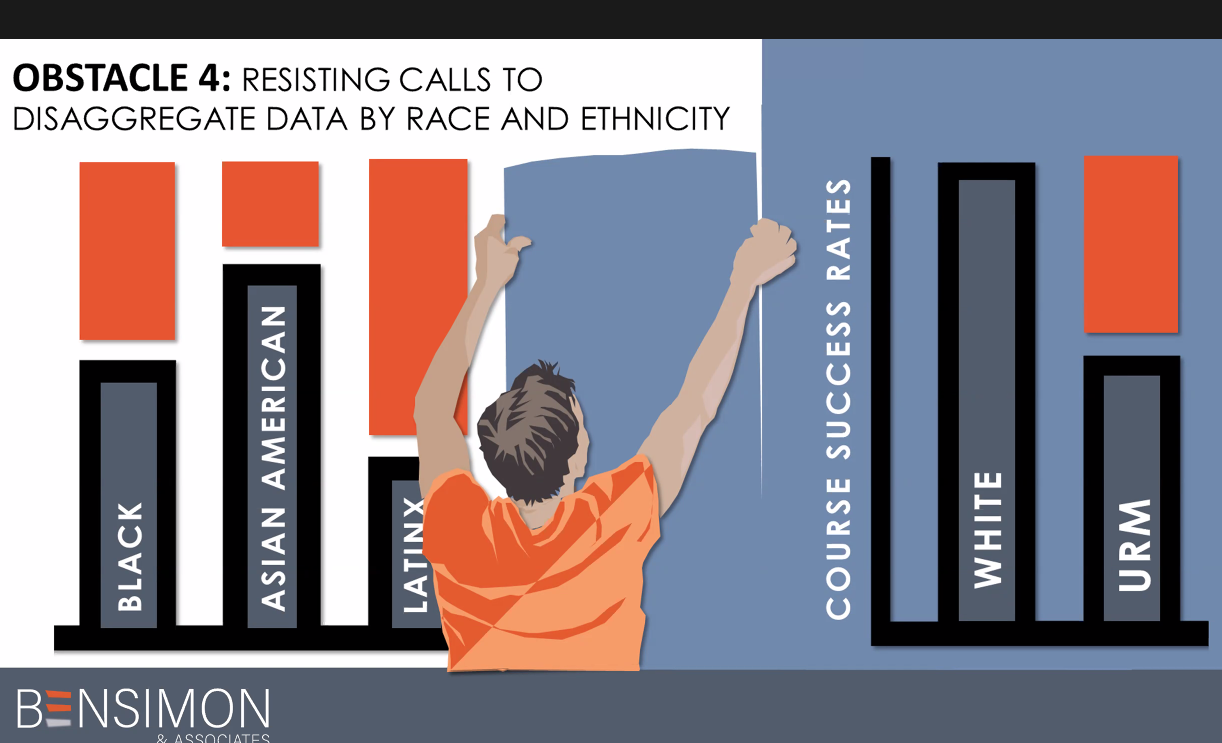 OBSTACLE 4: RESISTING CALLS TO
DISAGGREGATE DATA BY RACE AND ETHNICITY
BLACK
ASIAN AMERICAN
LATINX
COURSE SUCCESS RATES
WHITE
URM
BENSIMON
& ASSOCIATES